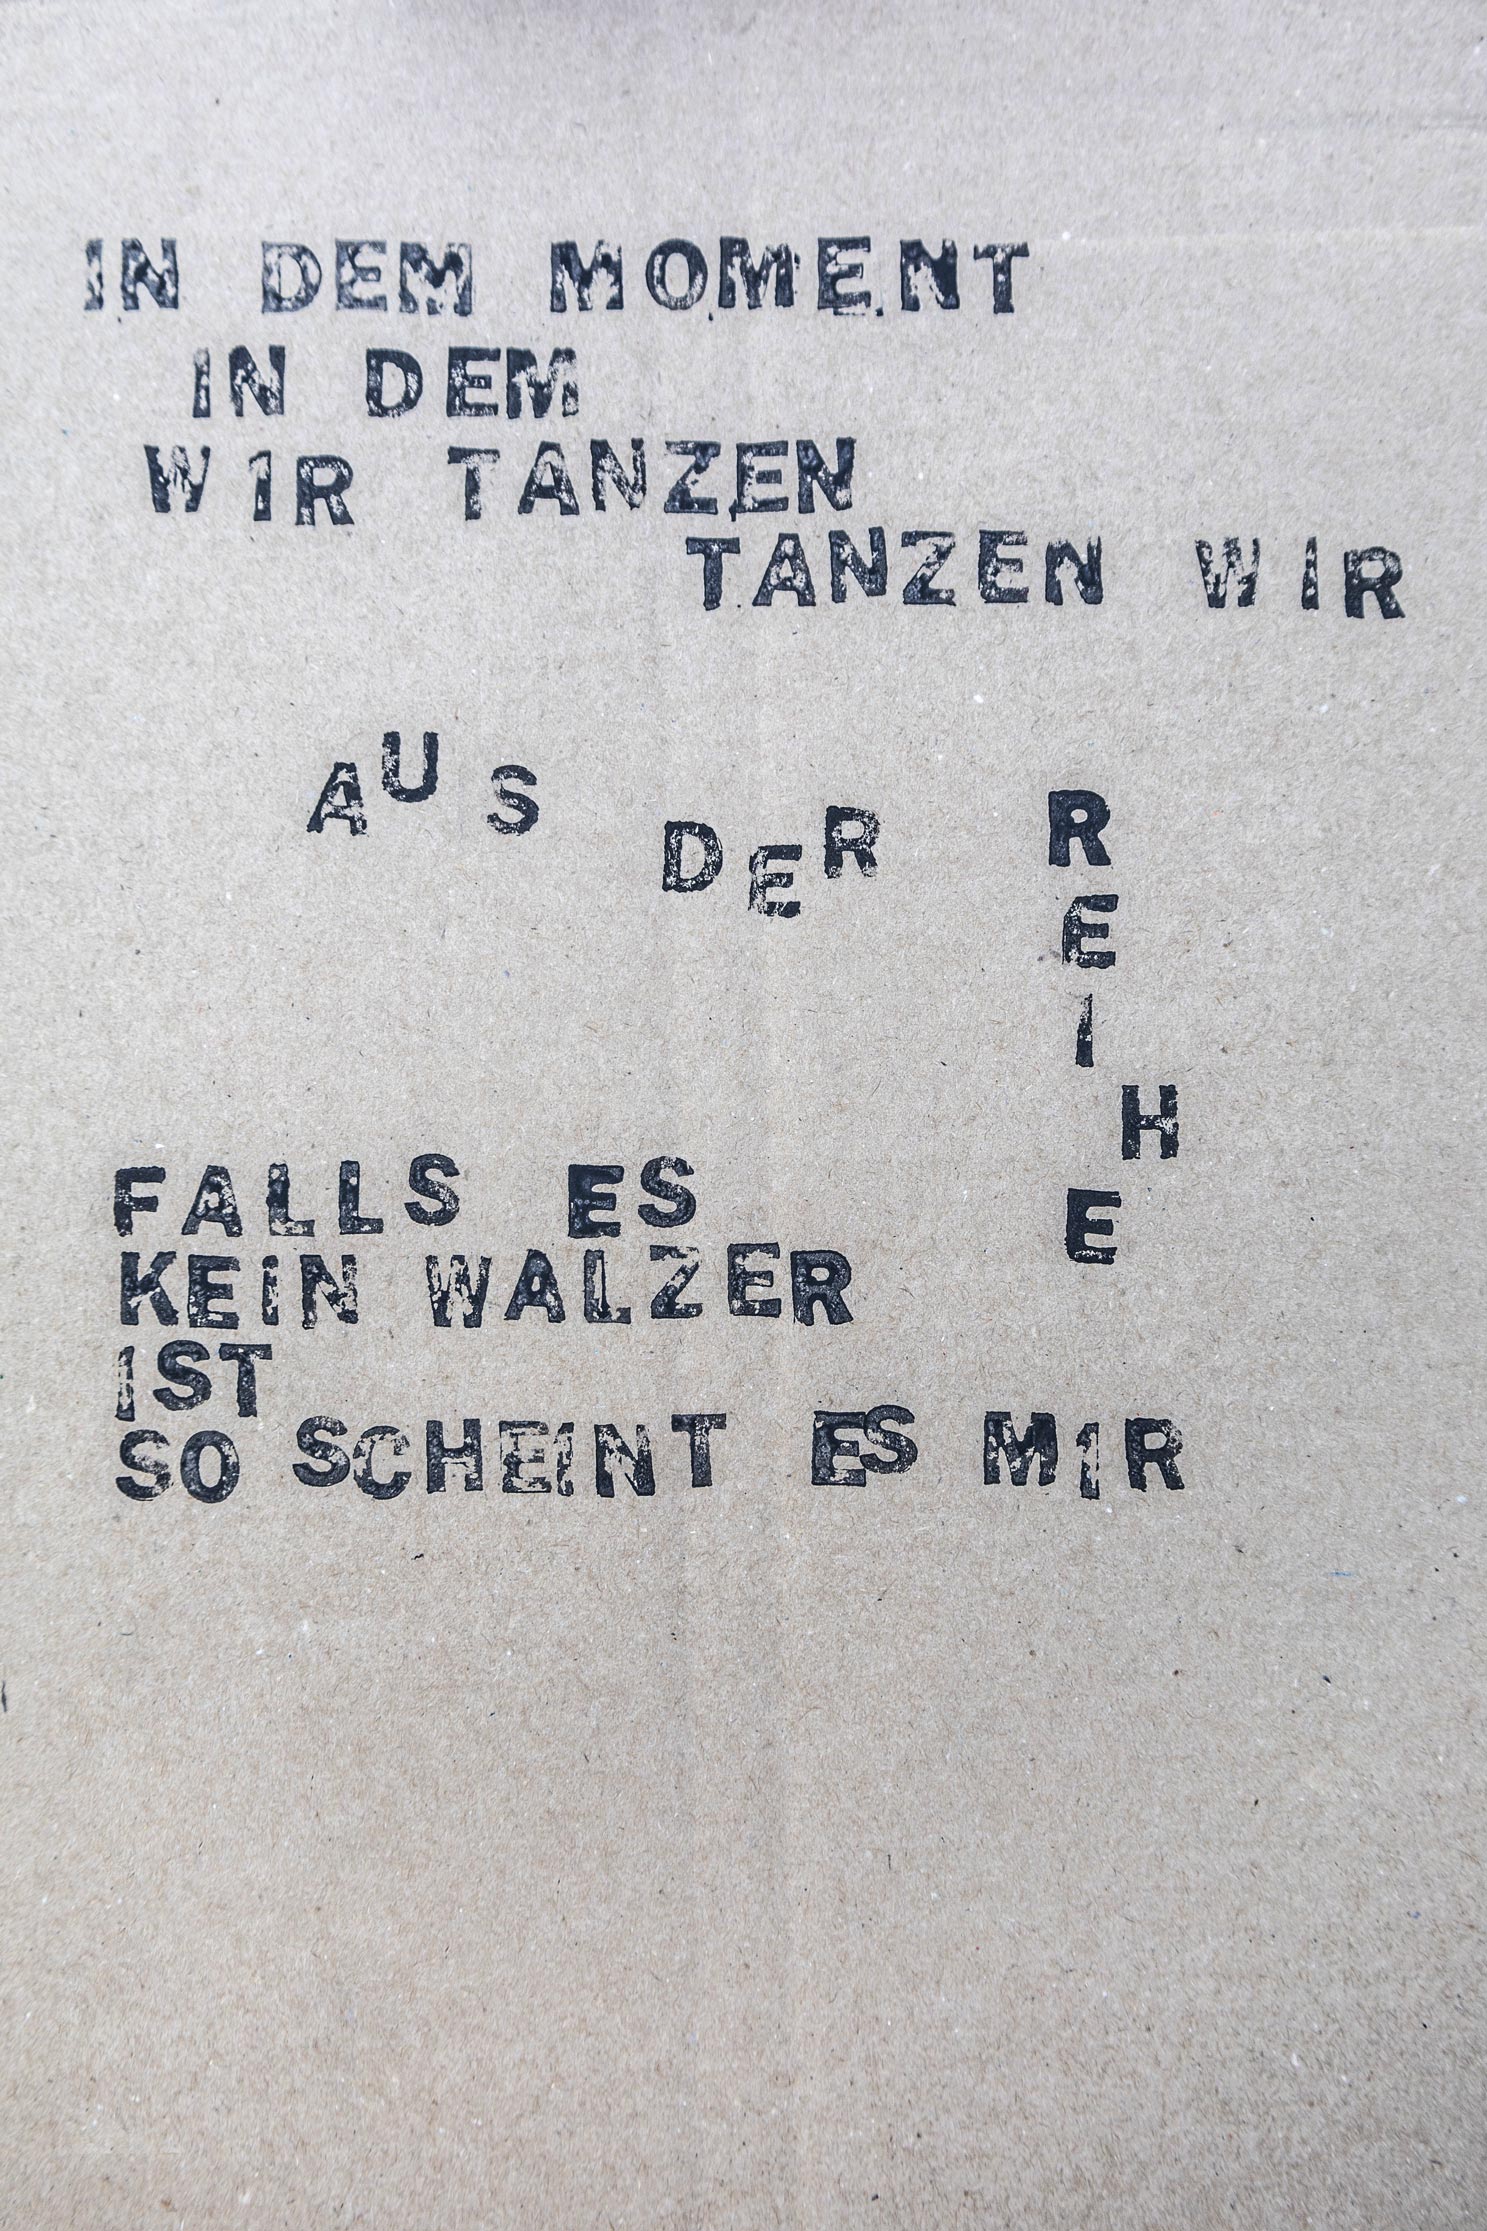 IN DEM MOMENT
IN DEM
WIR TANZEN
TANZEN WIR
AUS DER REIHE
FALLS ES
KEIN WALZER
IST
SO SCHEINT ES MIR